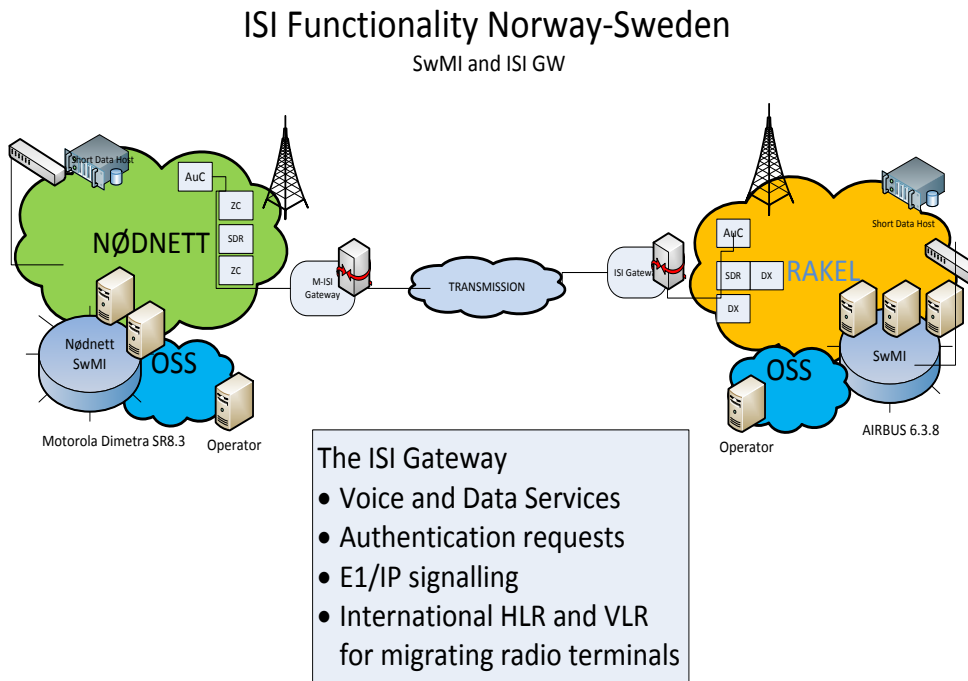 ISI Functionality Norway-Sweden
SwMI and ISI GW
Short Data Host
AuC
ZC
NØDNETT
SDR
ZC
M-ISI
Gateway
TRANSMISSION
ISI Gateway
Short Data Host
AuC
SDR
DX
RAKEL
DX
Nødnett
SwMI
OSS
Operator
Motorola Dimetra SR8.3
OSS
SwMI
Operator
AIRBUS 6.3.8
The ISI Gateway
• Voice and Data Services
• Authentication requests
• E1/IP signalling
• International HLR and VLR
for migrating radio terminals